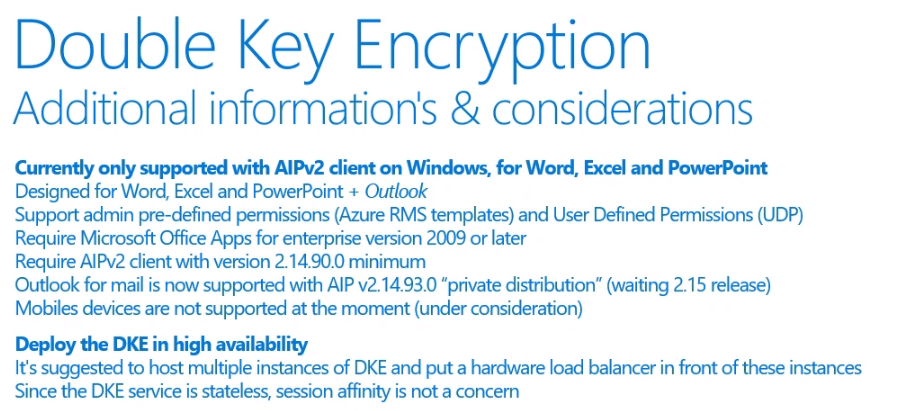 Double Key Encryption
Additional information's & considerations
Currently only supported with AIPv2 client on Windows, for Word, Excel and PowerPoint
Designed for Word, Excel and PowerPoint + Outlook
Support admin pre-defined permissions (Azure RMS templates) and User Defined Permissions (UDP)
Require Microsoft Office Apps for enterprise version 2009 or later
Require AIPv2 client with version 2.14.90.0 minimum
Outlook for mail is now supported with AIP v2.14.93.0 “private distribution” (waiting 2.15 release)
Mobiles devices are not supported at the moment (under consideration)
Deploy the DKE in high availability
It's suggested to host multiple instances of DKE and put a hardware load balancer in front of these instances
Since the DKE service is stateless, session affinity is not a concern